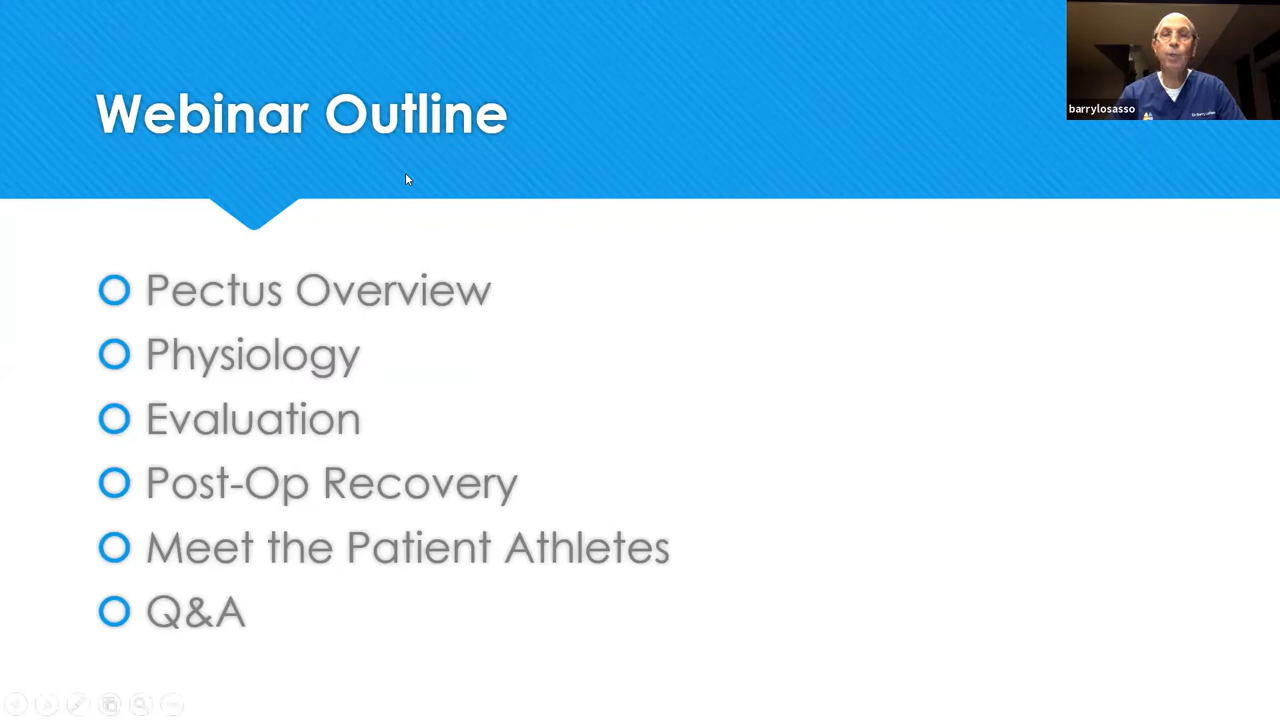 Webinar Outline
barrylosasso
Pectus Overview
Physiology
Evaluation
Post-Op Recovery
Meet the Patient Athletes
Q&A